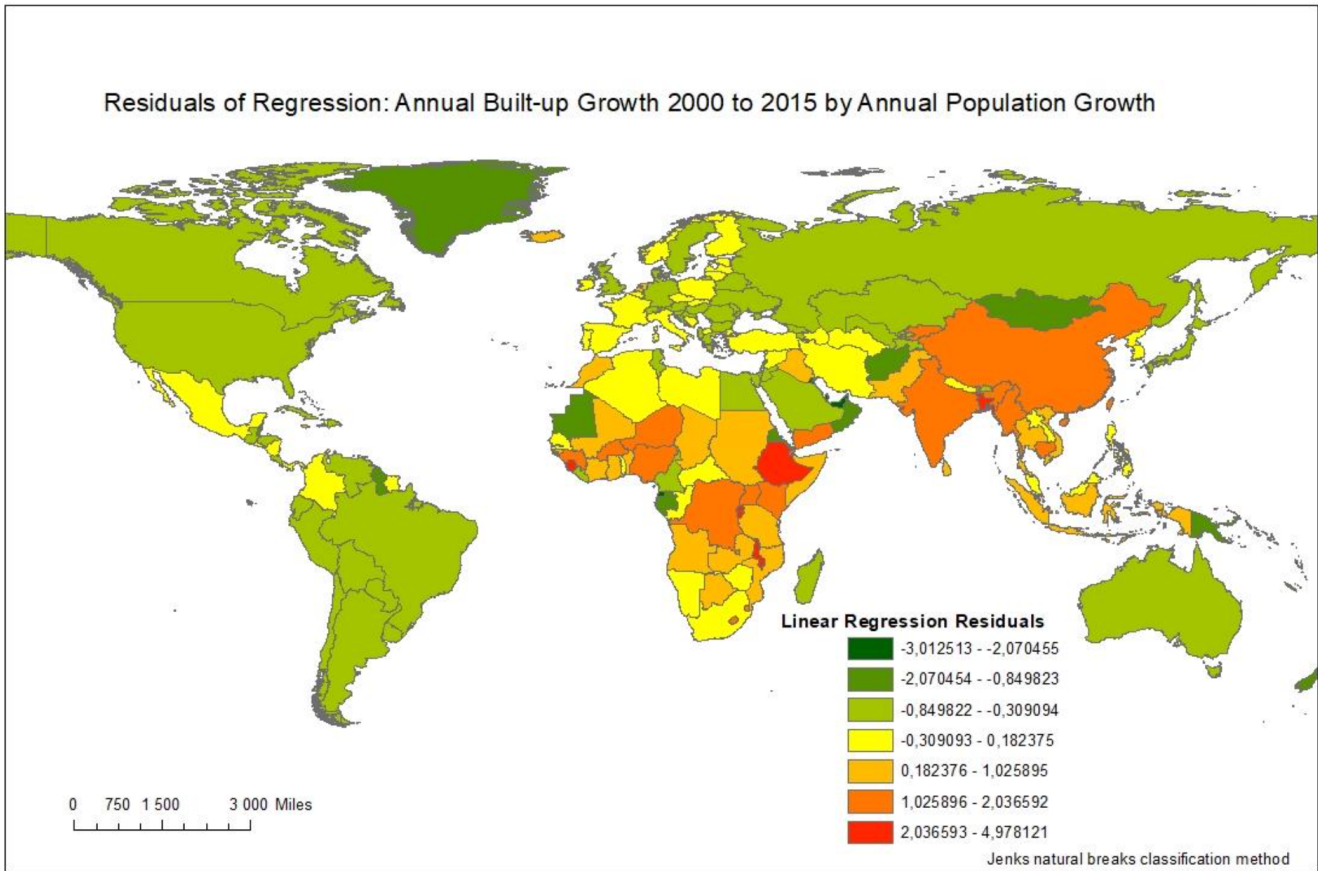 Residuals of Regression: Annual Built-up Growth 2000 to 2015 by Annual Population Growth
Linear Regression Residuals
-3,012513 - -2,070455
-2,070454 - -0,849823
-0,849822 - -0,309094
-0,309093 - 0,182375
0,182376 - 1,025895
1,025896 - 2,036592
2,036593 - 4,978121
0 750 1 500 3 000 Miles
Jenks natural breaks classification method